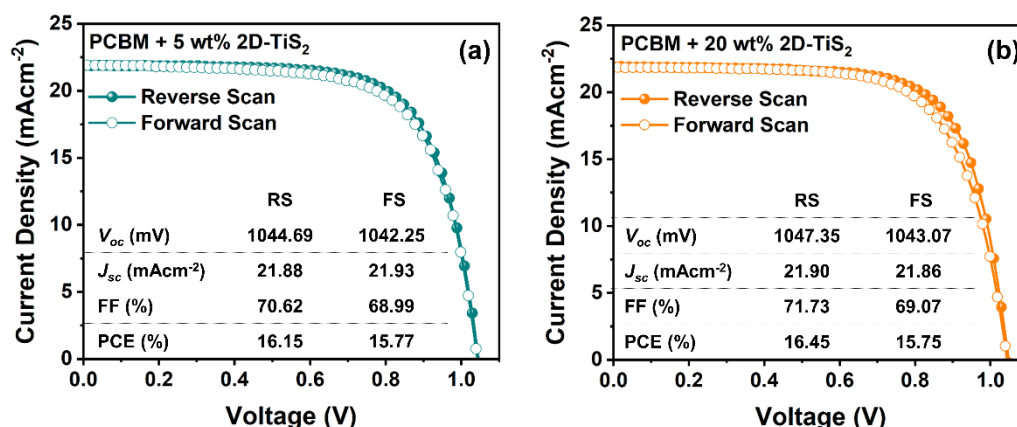 PCBM + 5 wt% 2D-TiS₂
(a)
Reverse Scan
Forward Scan
RS FS
Voc (mV) 1044.69 1042.25
Jsc (mAcm⁻²) 21.88 21.93
FF (%) 70.62 68.99
PCE (%) 16.15 15.77
25
20
15
10
5
0
0.0 0.2 0.4 0.6 0.8 1.0
Current Density (mAcm⁻²)
Voltage (V)
PCBM + 20 wt% 2D-TiS₂
(b)
Reverse Scan
Forward Scan
RS FS
Voc (mV) 1047.35 1043.07
Jsc (mAcm⁻²) 21.90 21.86
FF (%) 71.73 69.07
PCE (%) 16.45 15.75
25
20
15
10
5
0
0.0 0.2 0.4 0.6 0.8 1.0
Current Density (mAcm⁻²)
Voltage (V)